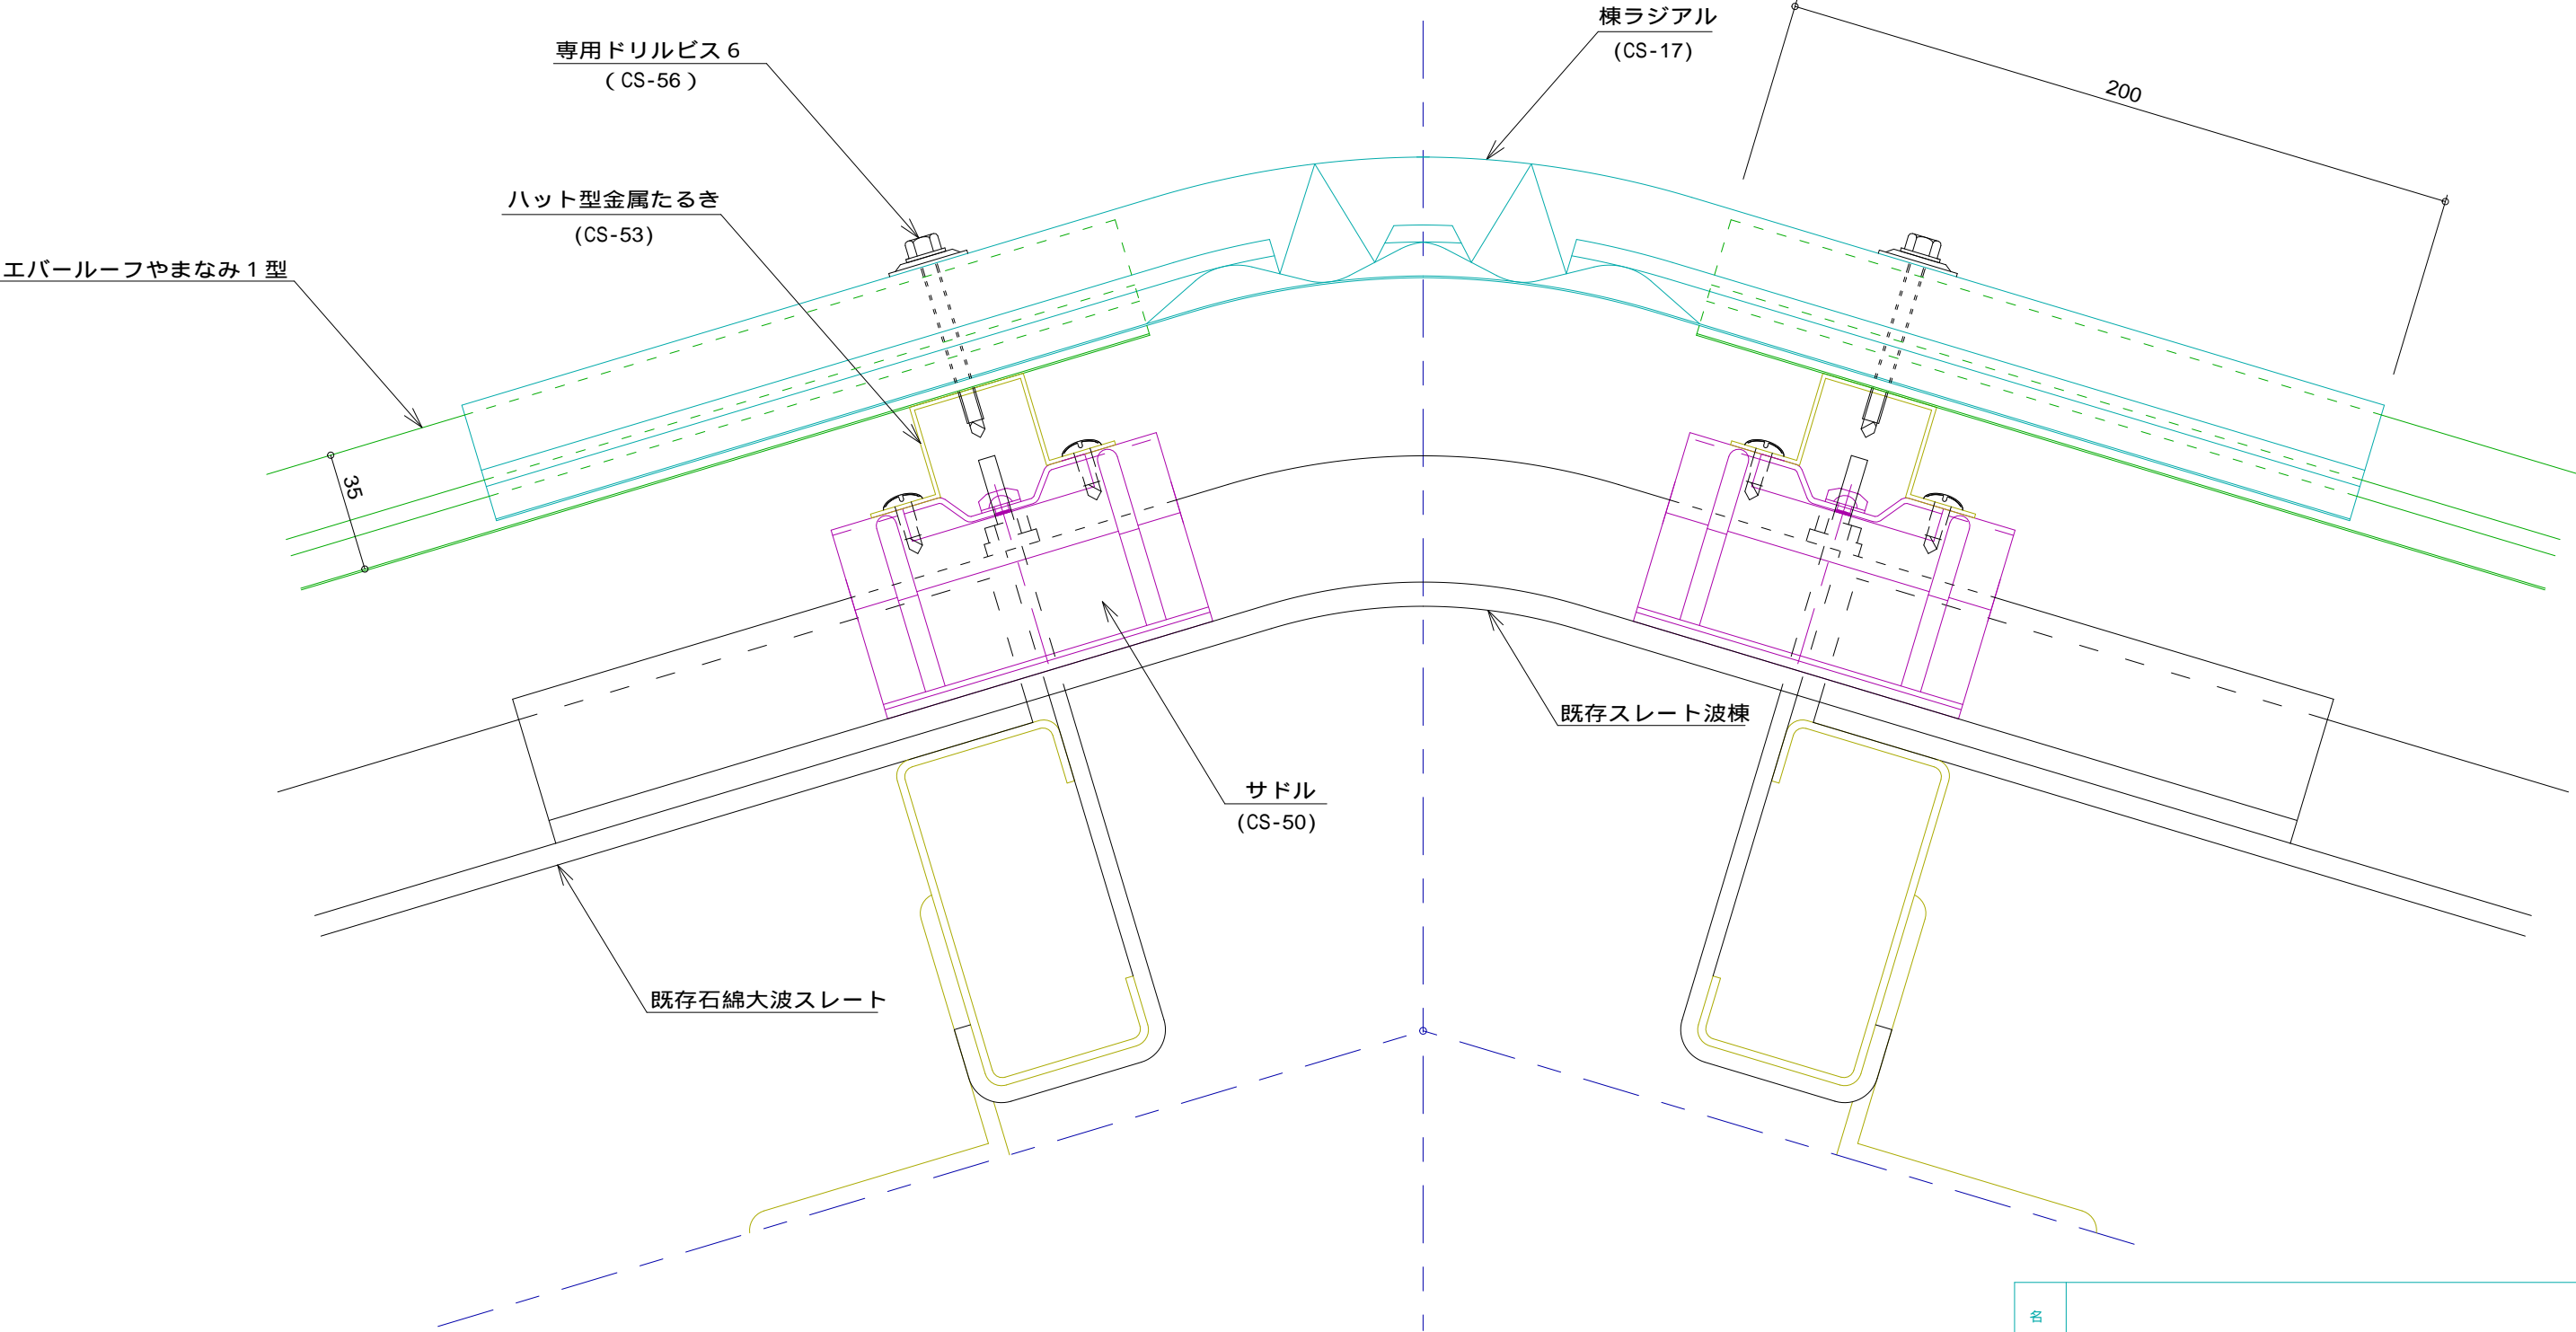 棟ラジアル
(CS-17)
専用ドリルビス6
(CS-56)
200
ハット型金属たるき
(CS-53)
エバールーフやまなみ1型
35
既存スレート波棟
サドル
(CS-50)
既存石綿大波スレート
名